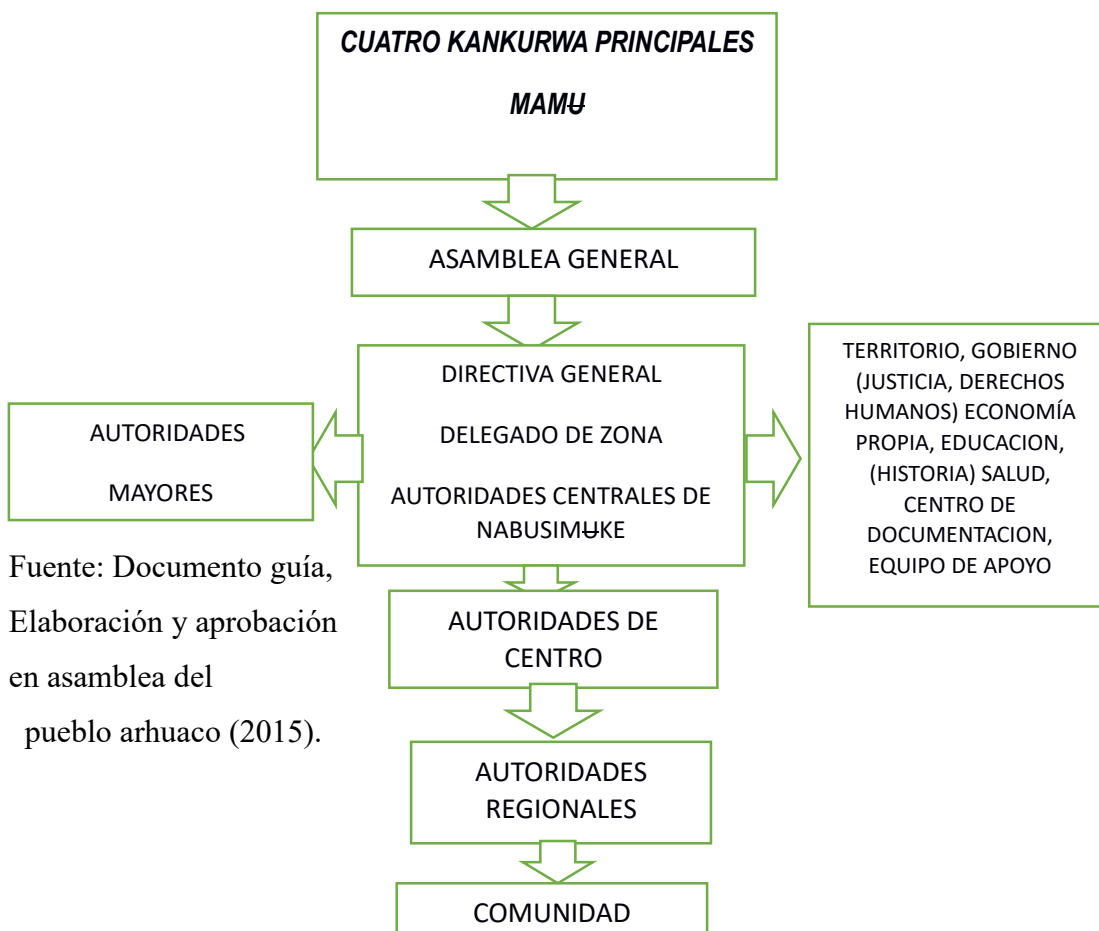 CUATRO KANKURWA PRINCIPALES
MAMɄ
ASAMBLEA GENERAL
DIRECTIVA GENERAL
DELEGADO DE ZONA
AUTORIDADES CENTRALES DE
NABUSIMɄKE
AUTORIDADES
MAYORES
TERRITORIO, GOBIERNO
(JUSTICIA, DERECHOS
HUMANOS) ECONOMÍA
PROPIA, EDUCACION,
(HISTORIA) SALUD,
CENTRO DE
DOCUMENTACION,
EQUIPO DE APOYO
Fuente: Documento guía,
Elaboración y aprobación
en asamblea del
pueblo arhuaco (2015).
AUTORIDADES DE
CENTRO
AUTORIDADES
REGIONALES
COMUNIDAD